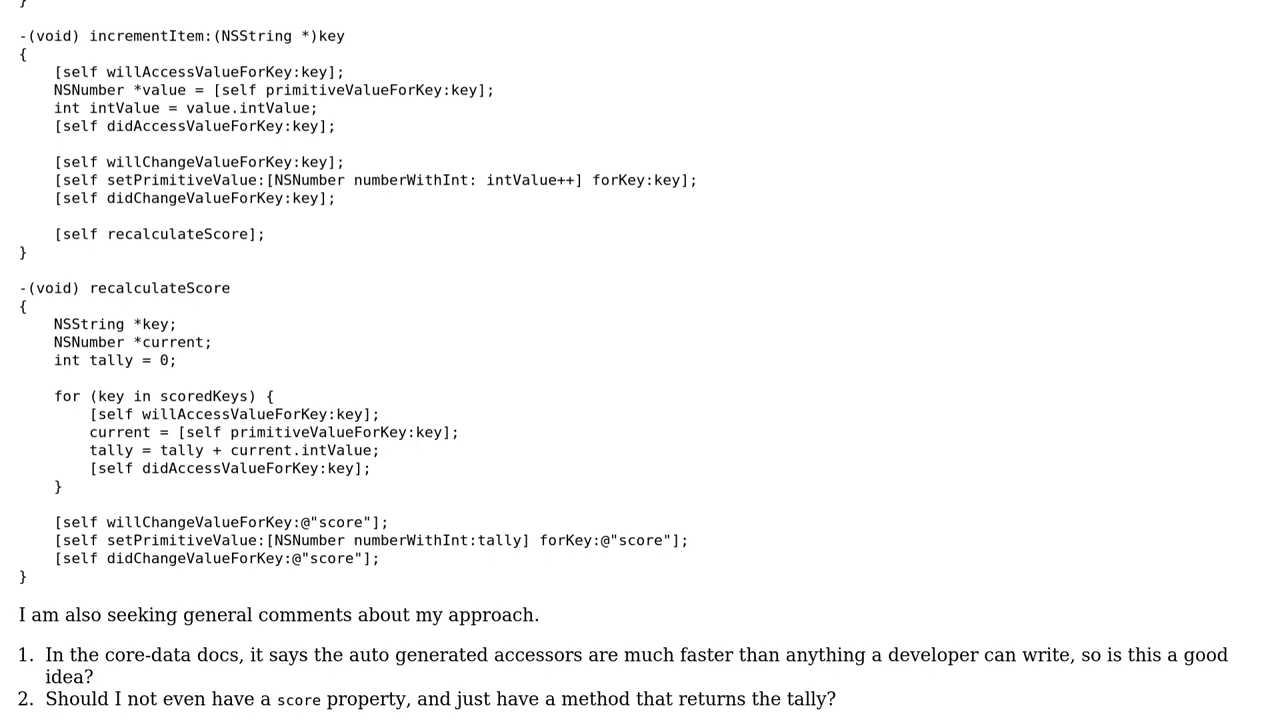 }
-(void) incrementItem:(NSString *)key
{
    [self willAccessValueForKey:key];
    NSNumber *value = [self primitiveValueForKey:key];
    int intValue = value.intValue;
    [self didAccessValueForKey:key];

    [self willChangeValueForKey:key];
    [self setPrimitiveValue:[NSNumber numberWithInt: intValue++] forKey:key];
    [self didChangeValueForKey:key];

    [self recalculateScore];
}

-(void) recalculateScore
{
    NSString *key;
    NSNumber *current;
    int tally = 0;

    for (key in scoredKeys) {
        [self willAccessValueForKey:key];
        current = [self primitiveValueForKey:key];
        tally = tally + current.intValue;
        [self didAccessValueForKey:key];
    }

    [self willChangeValueForKey:@"score"];
    [self setPrimitiveValue:[NSNumber numberWithInt:tally] forKey:@"score"];
    [self didChangeValueForKey:@"score"];
}
I am also seeking general comments about my approach.
1. In the core-data docs, it says the auto generated accessors are much faster than anything a developer can write, so is this a good
idea?
2. Should I not even have a score property, and just have a method that returns the tally?